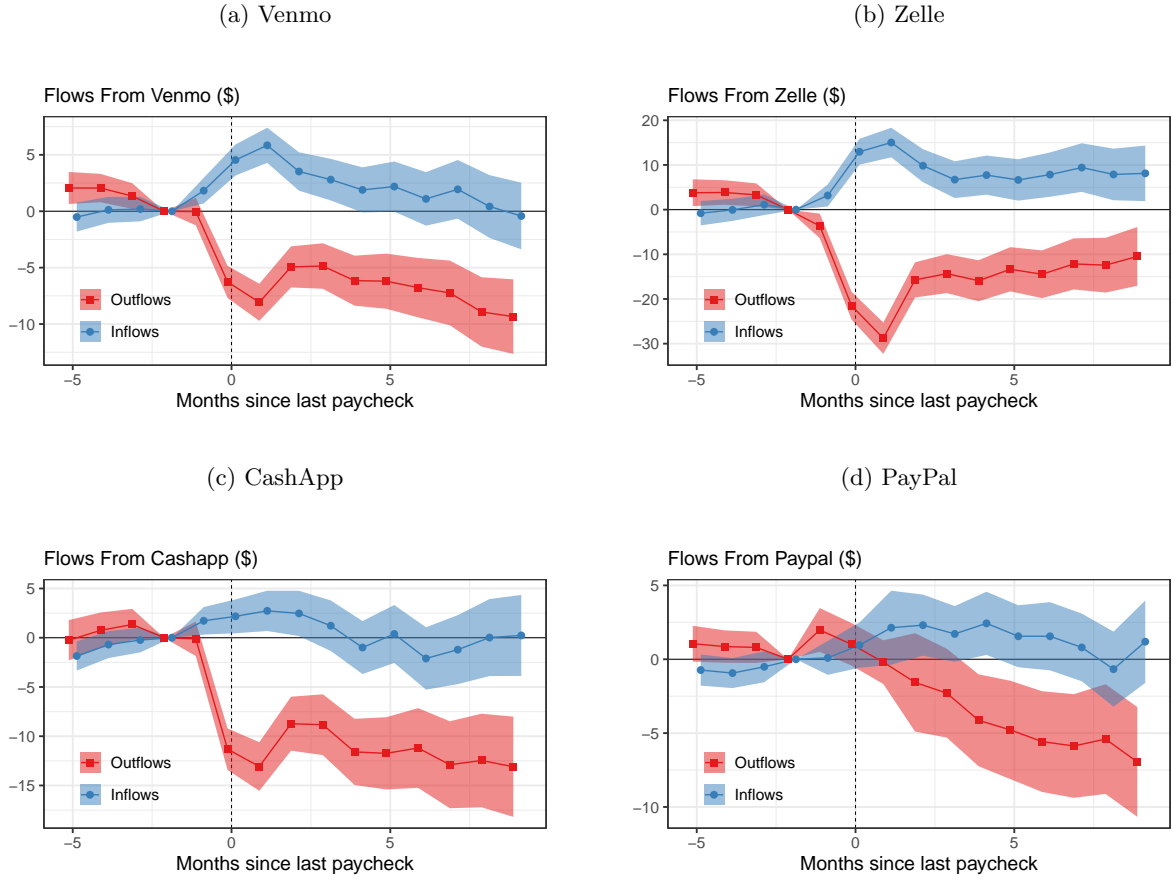 (a) Venmo
Flows From Venmo ($)
5
0
−5
−10
Outflows
Inflows
−5 0 5
Months since last paycheck
(b) Zelle
Flows From Zelle ($)
20
10
0
−10
−20
−30
Outflows
Inflows
−5 0 5
Months since last paycheck
(c) CashApp
Flows From Cashapp ($)
5
0
−5
−10
−15
Outflows
Inflows
−5 0 5
Months since last paycheck
(d) PayPal
Flows From Paypal ($)
5
0
−5
−10
Outflows
Inflows
−5 0 5
Months since last paycheck